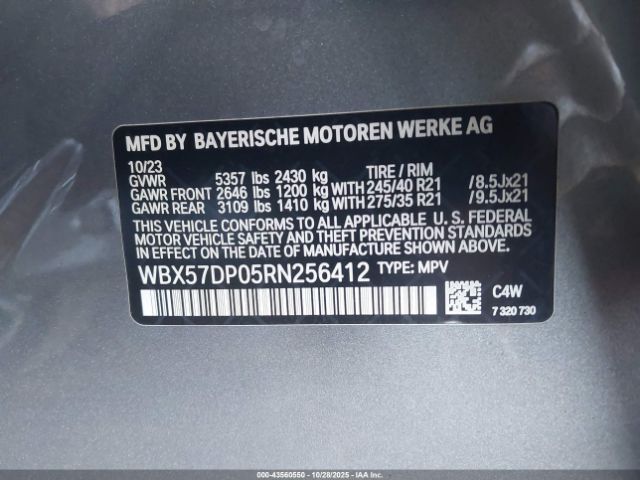 MFD BY BAYERISCHE MOTOREN WERKE AG
10/23
GVWR 5357 lbs 2430 kg TIRE / RIM
GAWR FRONT 2646 lbs 1200 kg WITH 245/40 R21 /8.5Jx21
GAWR REAR 3109 lbs 1410 kg WITH 275/35 R21 /9.5Jx21
THIS VEHICLE CONFORMS TO ALL APPLICABLE U. S. FEDERAL
MOTOR VEHICLE SAFETY AND THEFT PREVENTION STANDARDS
IN EFFECT ON THE DATE OF MANUFACTURE SHOWN ABOVE.
WBX57DP05RN256412 TYPE: MPV
C4W
7 320 730
000-43560550 | 10/28/2025 | IAAI.COM